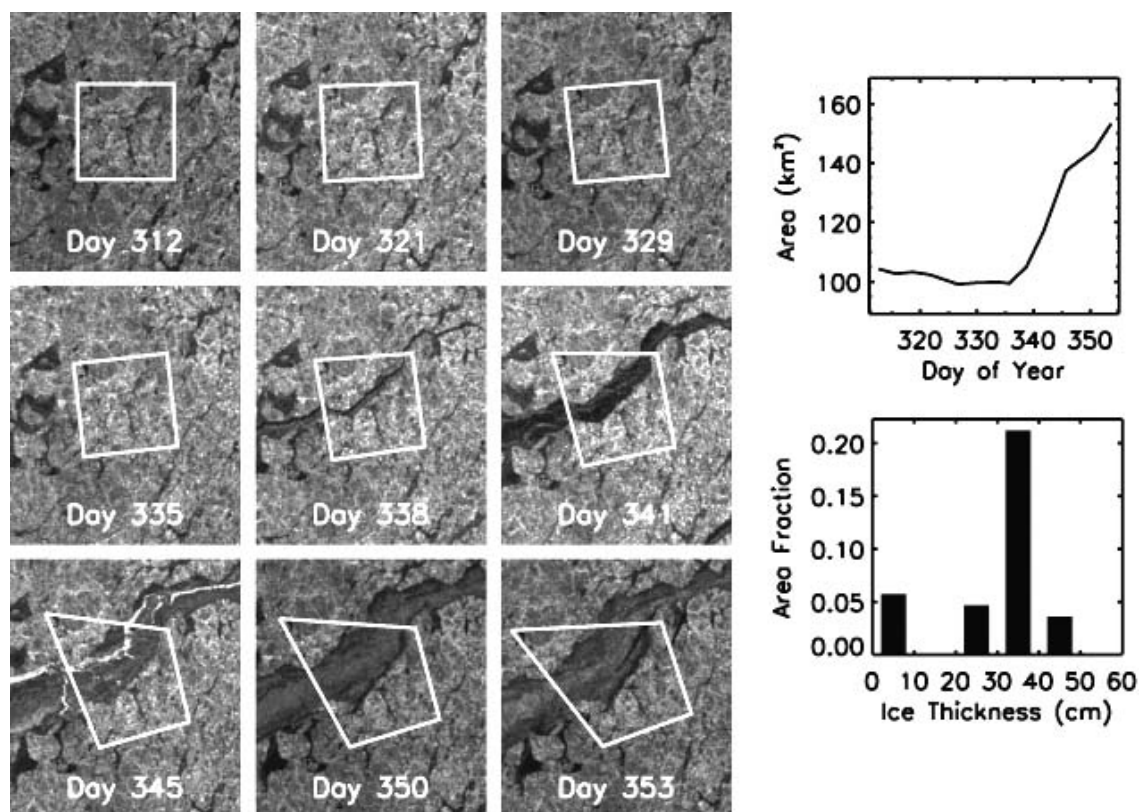 Day 312
Day 321
Day 329
Day 335
Day 338
Day 341
Day 345
Day 350
Day 353
Area (km²)
160
140
120
100
320 330 340 350
Day of Year
Area Fraction
0.20
0.15
0.10
0.05
0.00
0 10 20 30 40 50 60
Ice Thickness (cm)